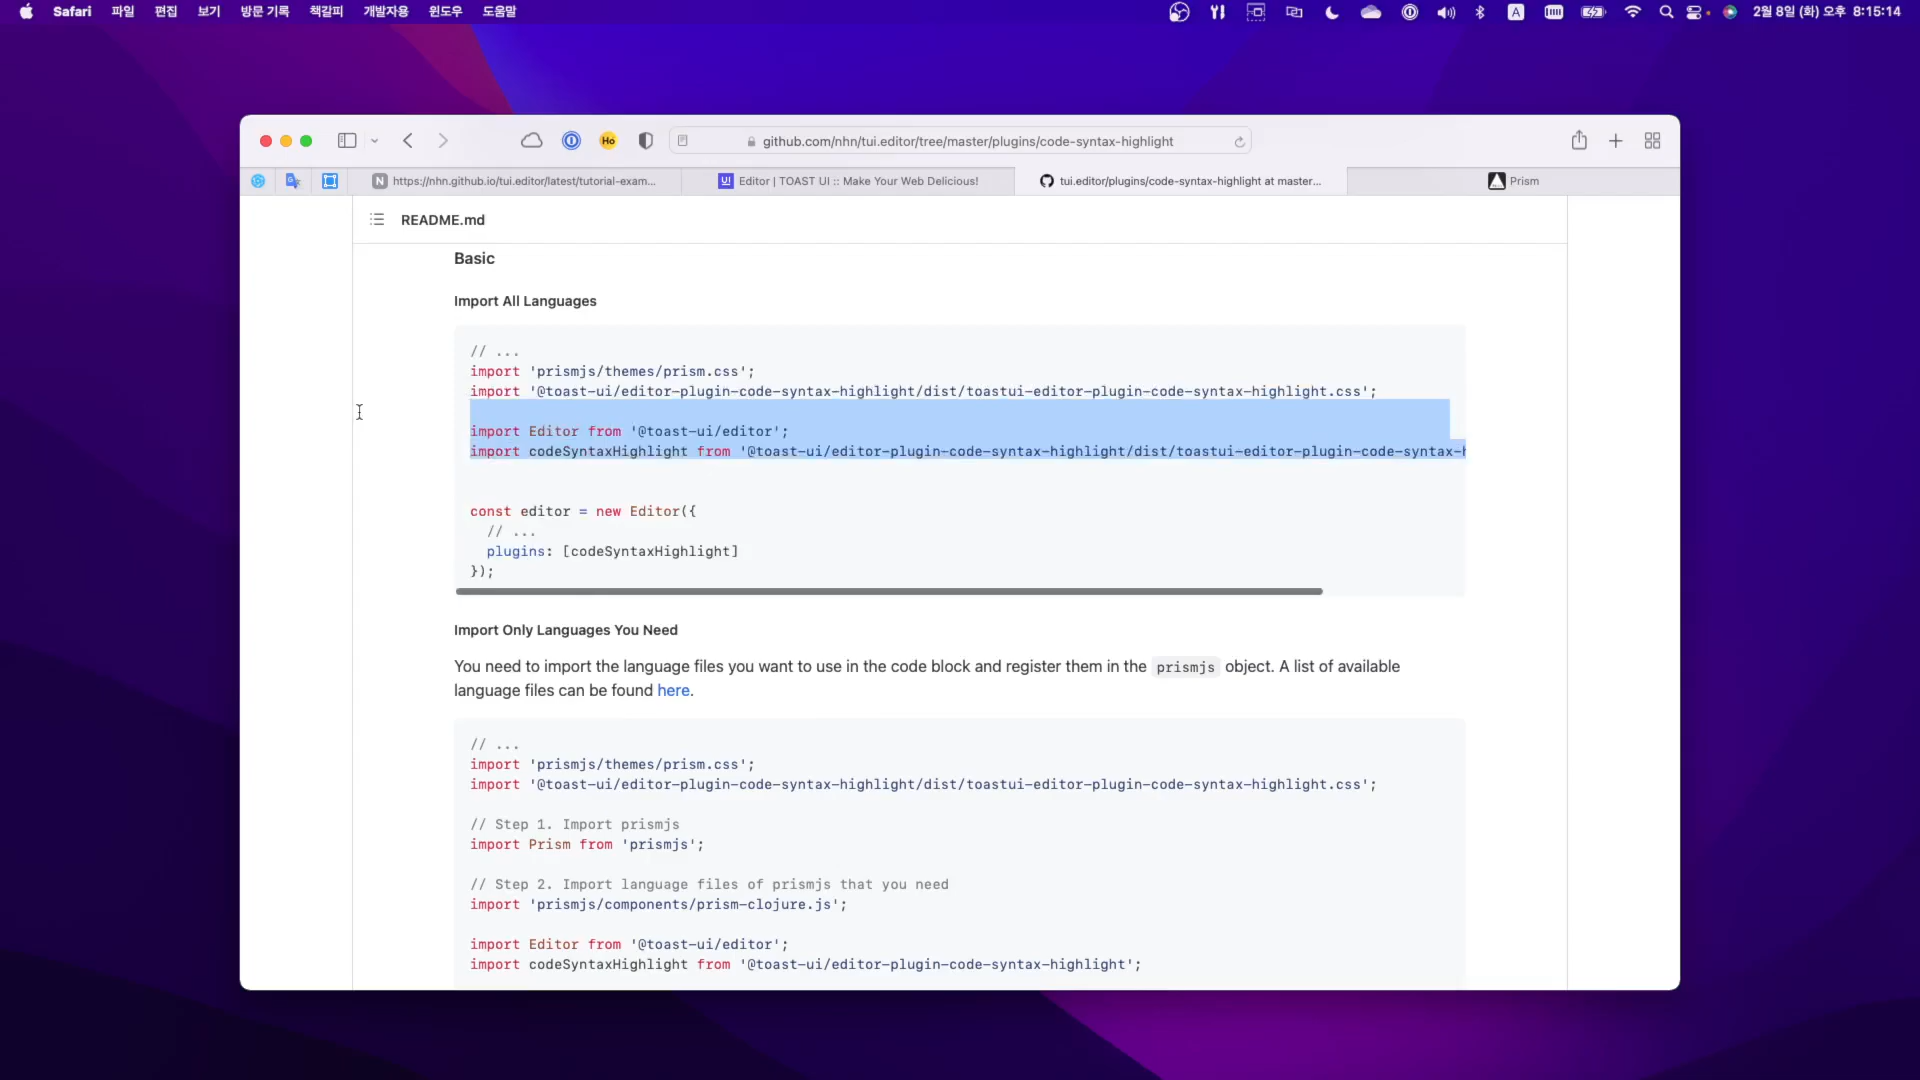 Safari 파일 편집 보기 방문 기록 책갈피 개발자용 윈도우 도움말 A 2월 8일 (화) 오후 8:15:14
Ho github.com/nhn/tui.editor/tree/master/plugins/code-syntax-highlight
N https://nhn.github.io/tui.editor/latest/tutorial-exam... UI Editor | TOAST UI :: Make Your Web Delicious! tui.editor/plugins/code-syntax-highlight at master... Prism
README.md
Basic
Import All Languages
// ...
import 'prismjs/themes/prism.css';
import '@toast-ui/editor-plugin-code-syntax-highlight/dist/toastui-editor-plugin-code-syntax-highlight.css';
import Editor from '@toast-ui/editor';
import codeSyntaxHighlight from '@toast-ui/editor-plugin-code-syntax-highlight/dist/toastui-editor-plugin-code-syntax-h
const editor = new Editor({
// ...
plugins: [codeSyntaxHighlight]
});
Import Only Languages You Need
You need to import the language files you want to use in the code block and register them in the prismjs object. A list of available
language files can be found here.
// ...
import 'prismjs/themes/prism.css';
import '@toast-ui/editor-plugin-code-syntax-highlight/dist/toastui-editor-plugin-code-syntax-highlight.css';
// Step 1. Import prismjs
import Prism from 'prismjs';
// Step 2. Import language files of prismjs that you need
import 'prismjs/components/prism-clojure.js';
import Editor from '@toast-ui/editor';
import codeSyntaxHighlight from '@toast-ui/editor-plugin-code-syntax-highlight';